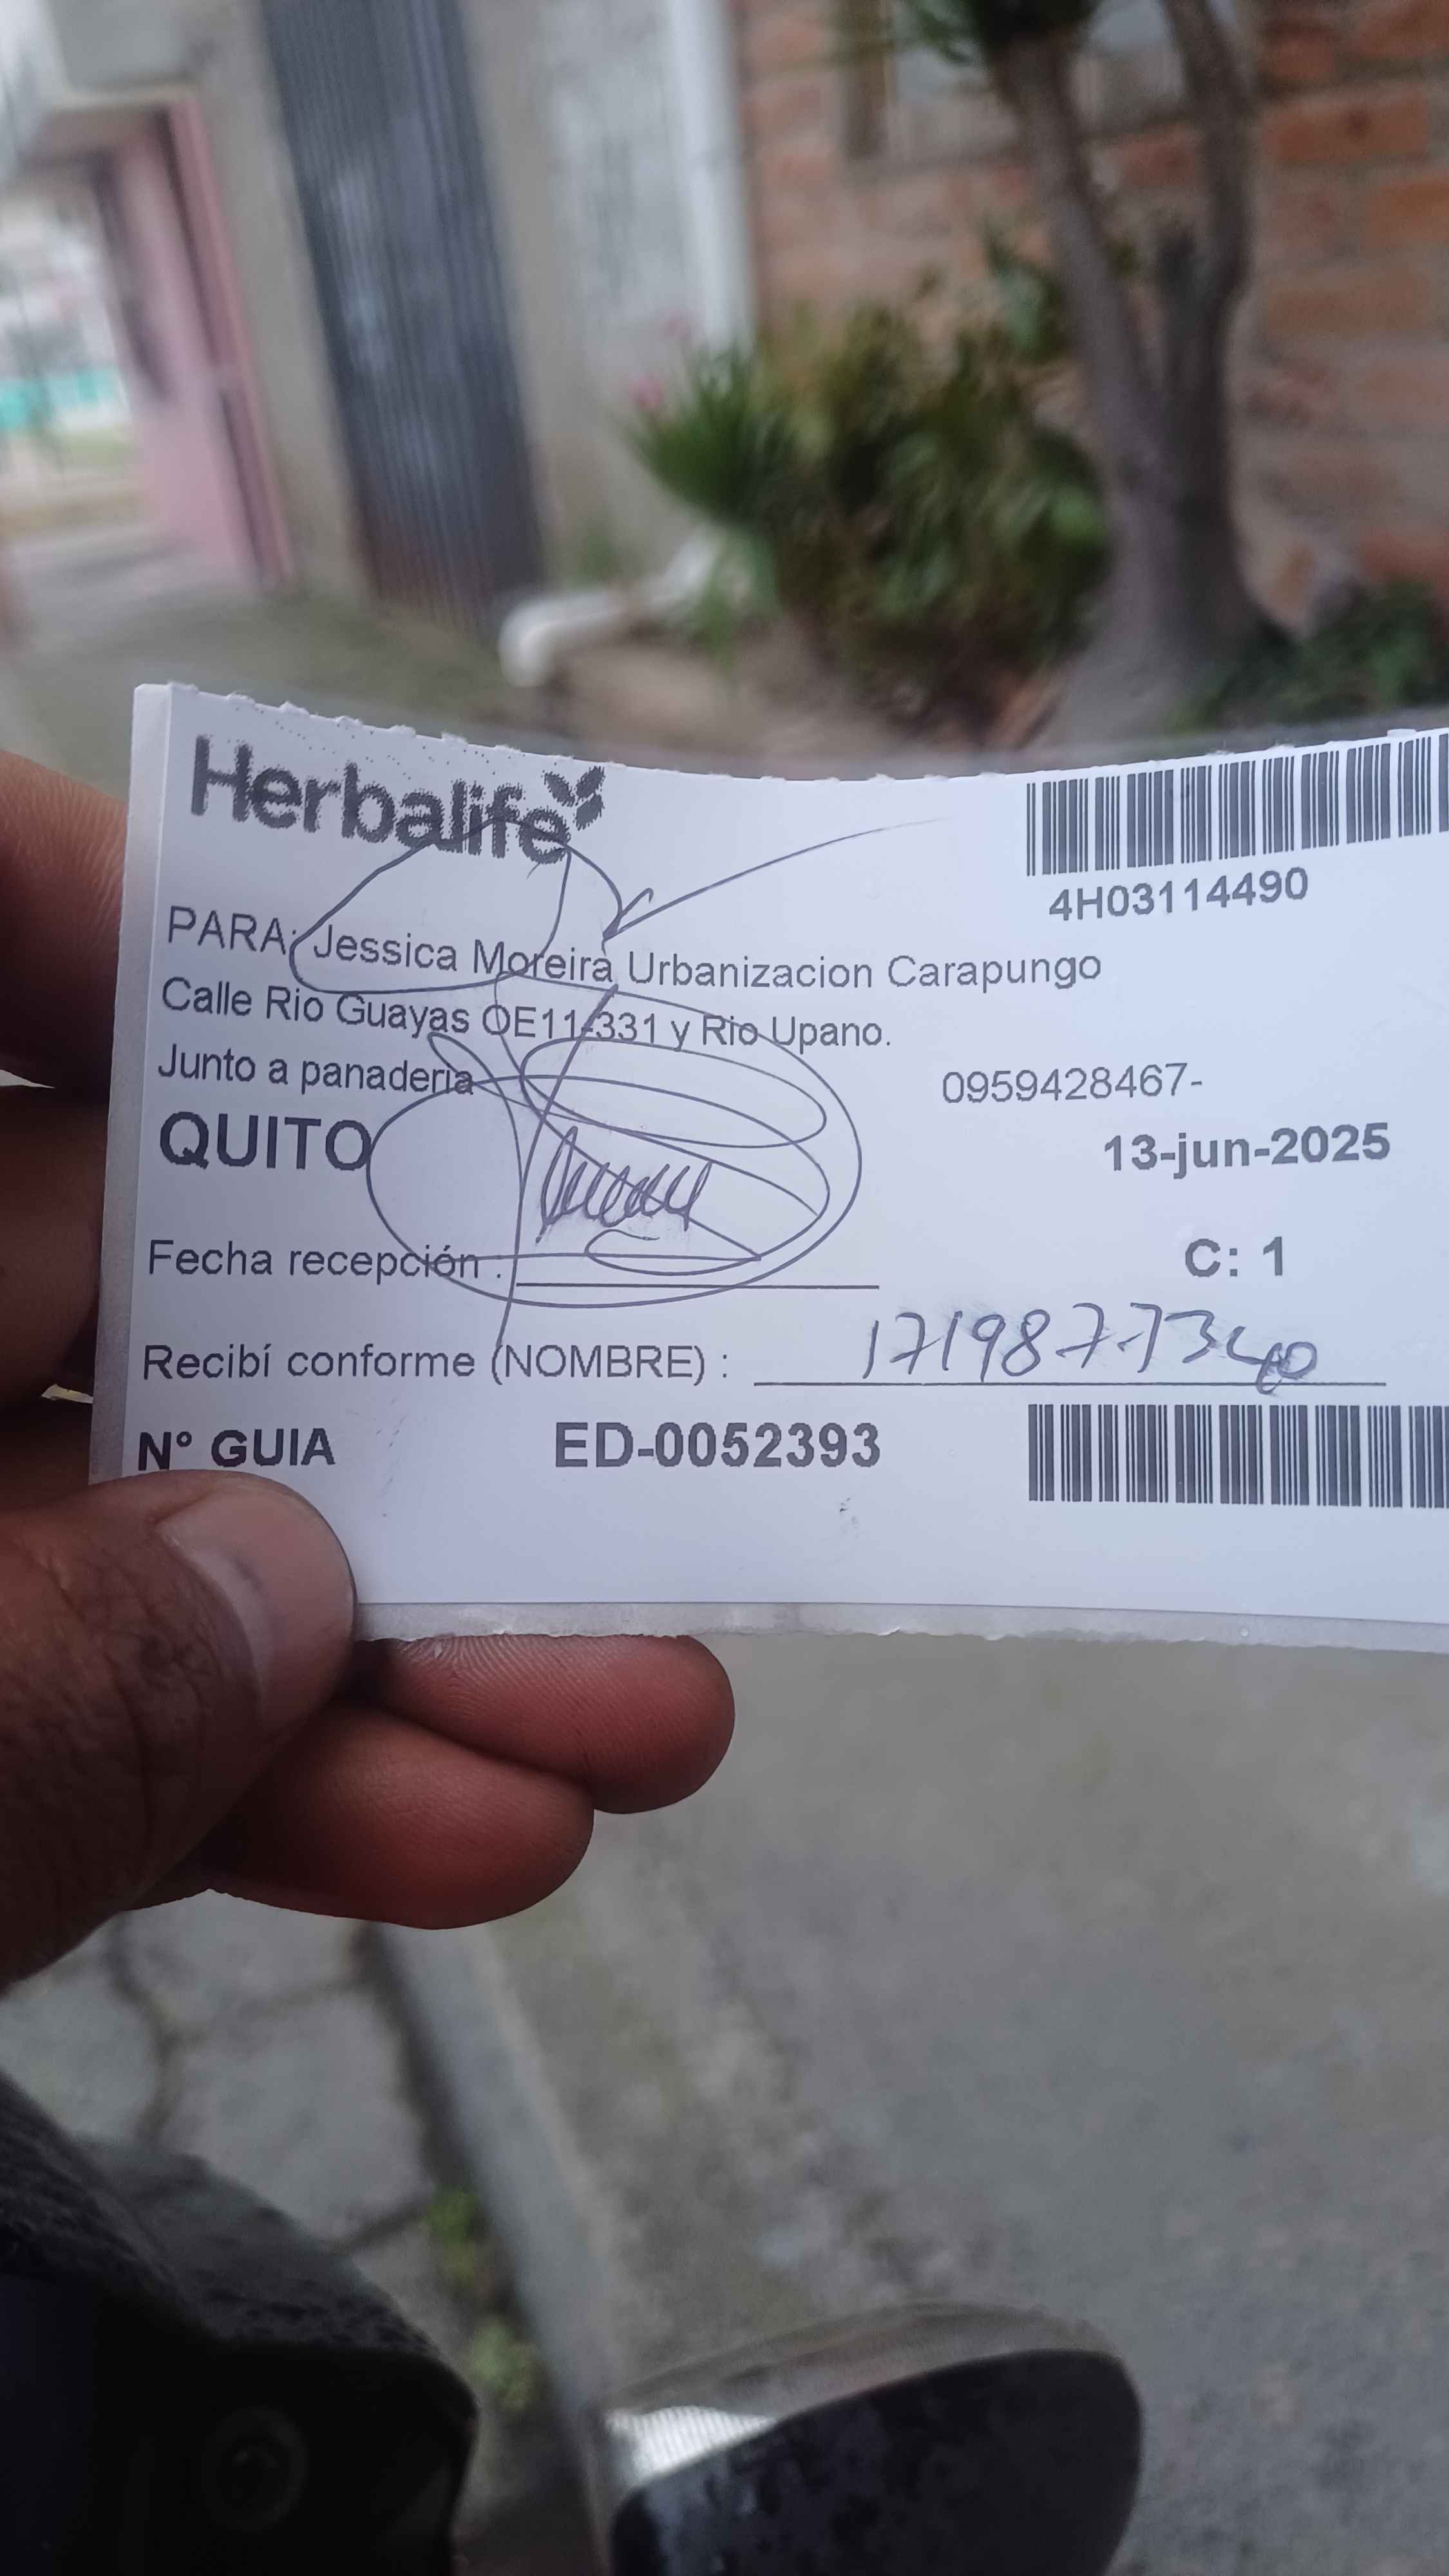 Herbalife
4H03114490
PARA: Jessica Moreira Urbanizacion Carapungo
Calle Rio Guayas OE11-331 y Rio Upano.
Junto a panaderia
0959428467-
QUITO
13-jun-2025
Fecha recepción :
C: 1
Recibí conforme (NOMBRE) : 1719877340
N° GUIA ED-0052393